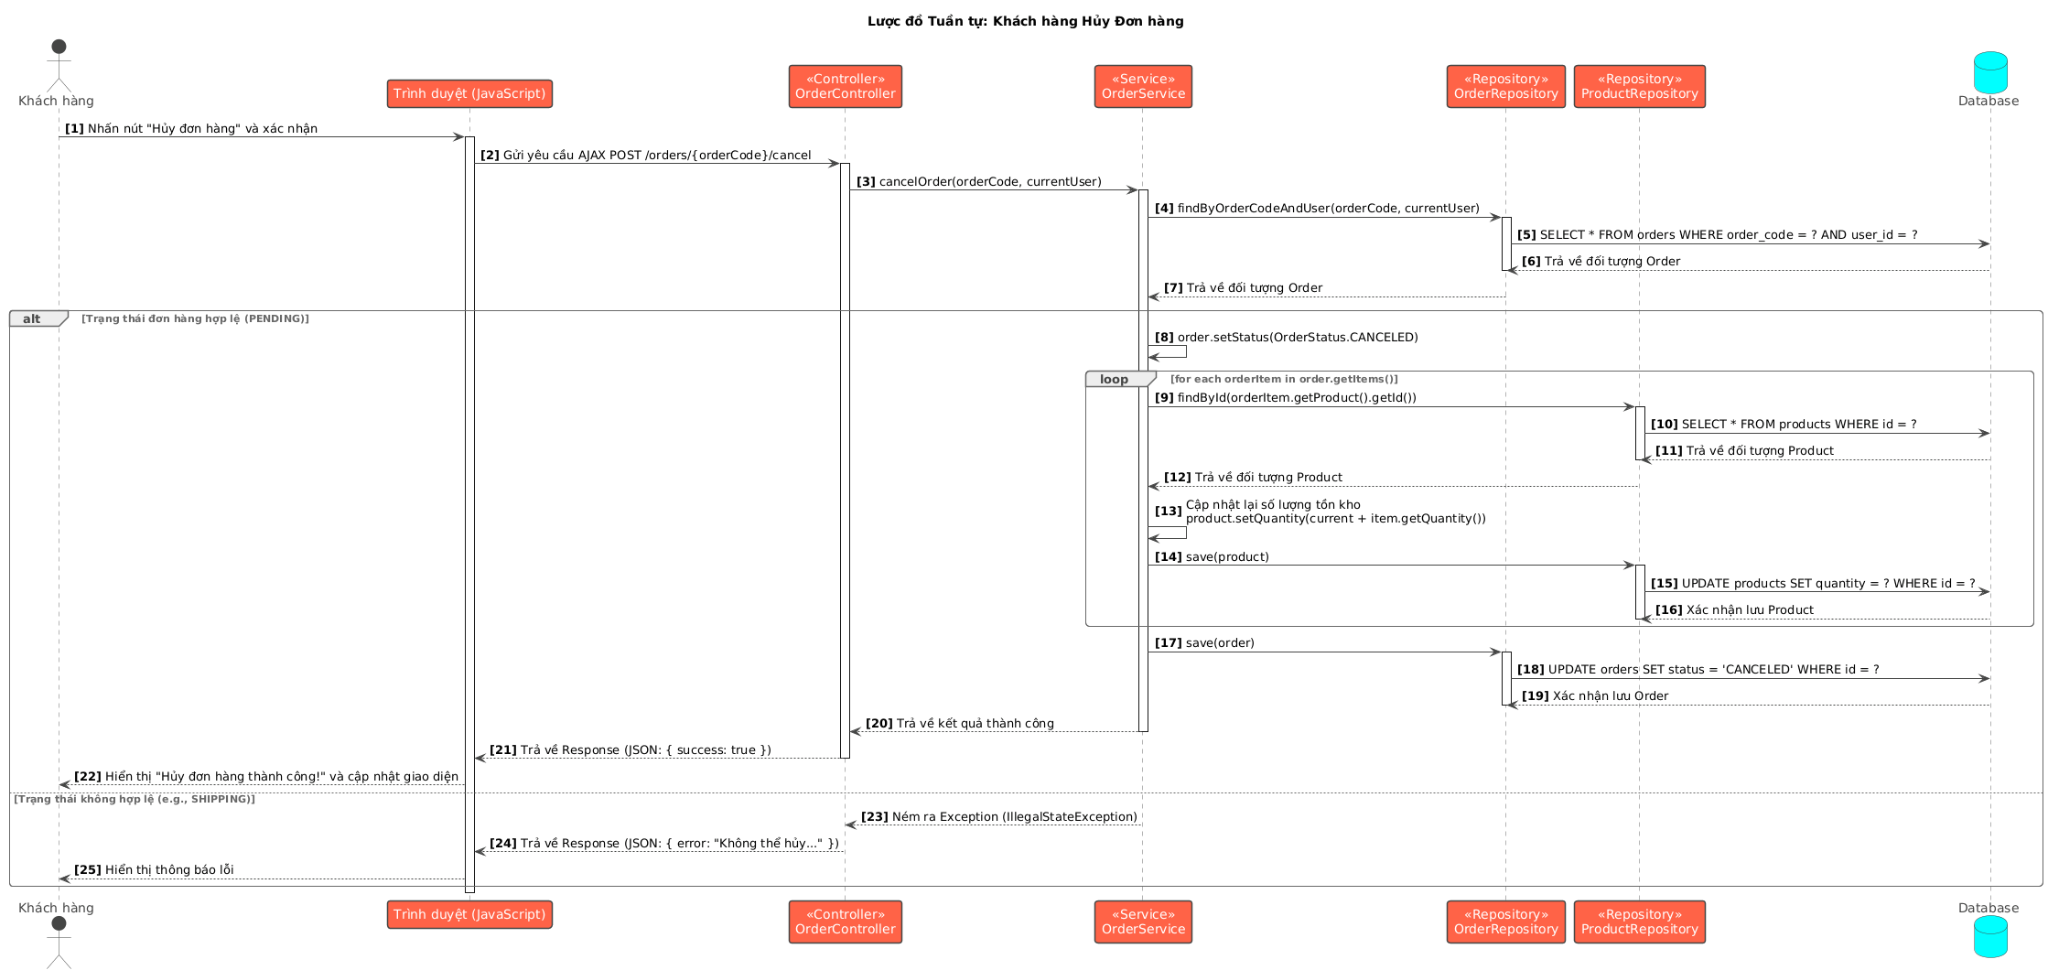 Lược đồ Tuần tự: Khách hàng Hủy Đơn hàng
Khách hàng
Trình duyệt (JavaScript)
«Controller»
OrderController
«Service»
OrderService
«Repository»
OrderRepository
«Repository»
ProductRepository
Database
[1] Nhấn nút "Hủy đơn hàng" và xác nhận
[2] Gửi yêu cầu AJAX POST /orders/{orderCode}/cancel
[3] cancelOrder(orderCode, currentUser)
[4] findByOrderCodeAndUser(orderCode, currentUser)
[5] SELECT * FROM orders WHERE order_code = ? AND user_id = ?
[6] Trả về đối tượng Order
[7] Trả về đối tượng Order
alt [Trạng thái đơn hàng hợp lệ (PENDING)]
[8] order.setStatus(OrderStatus.CANCELED)
loop [for each orderItem in order.getItems()]
[9] findById(orderItem.getProduct().getId())
[10] SELECT * FROM products WHERE id = ?
[11] Trả về đối tượng Product
[12] Trả về đối tượng Product
[13] Cập nhật lại số lượng tồn kho
product.setQuantity(current + item.getQuantity())
[14] save(product)
[15] UPDATE products SET quantity = ? WHERE id = ?
[16] Xác nhận lưu Product
[17] save(order)
[18] UPDATE orders SET status = 'CANCELED' WHERE id = ?
[19] Xác nhận lưu Order
[20] Trả về kết quả thành công
[21] Trả về Response (JSON: { success: true })
[22] Hiển thị "Hủy đơn hàng thành công!" và cập nhật giao diện
[Trạng thái không hợp lệ (e.g., SHIPPING)]
[23] Ném ra Exception (IllegalStateException)
[24] Trả về Response (JSON: { error: "Không thể hủy..." })
[25] Hiển thị thông báo lỗi
Khách hàng
Trình duyệt (JavaScript)
«Controller»
OrderController
«Service»
OrderService
«Repository»
OrderRepository
«Repository»
ProductRepository
Database